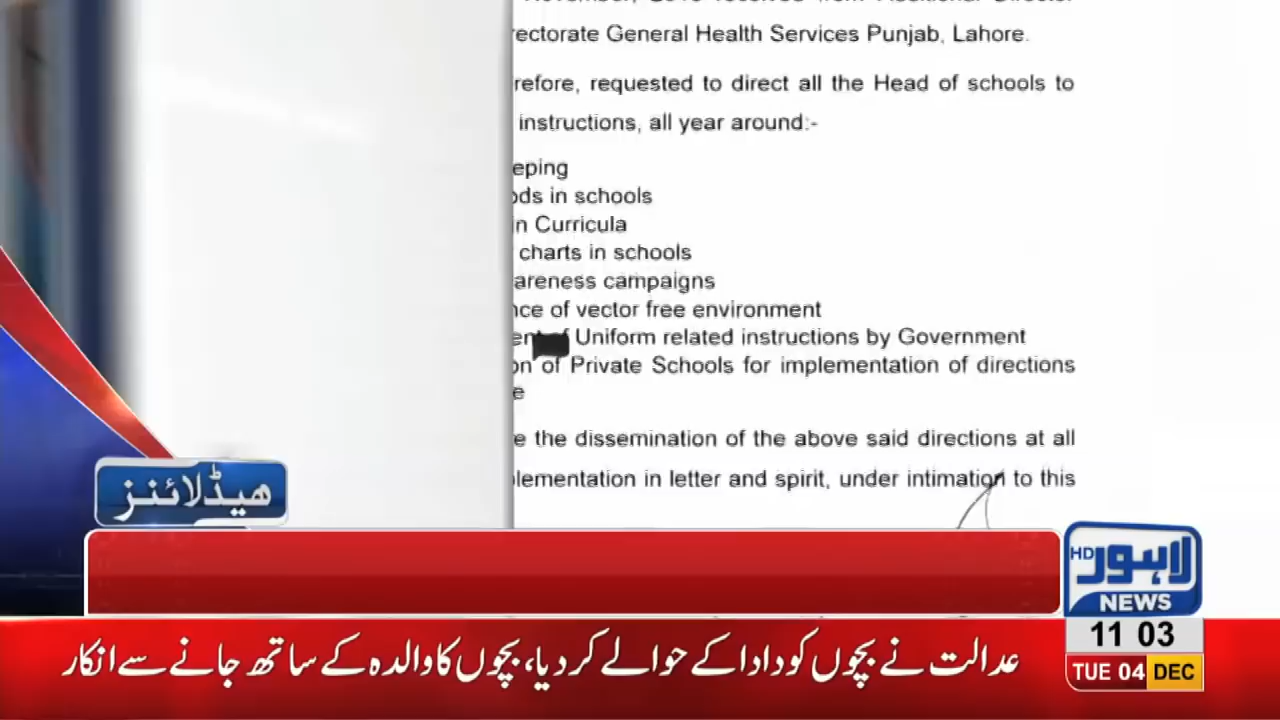 Directorate General Health Services Punjab, Lahore.
refore, requested to direct all the Head of schools to
instructions, all year around:-
eping
ods in schools
in Curricula
charts in schools
areness campaigns
nce of vector free environment
Uniform related instructions by Government
on of Private Schools for implementation of directions
e
e the dissemination of the above said directions at all
lementation in letter and spirit, under intimation to this
ہیڈلائنز
HD لاہور
NEWS
11 03
TUE 04 DEC
عدالت نے بچوں کو دادا کے حوالے کر دیا، بچوں کا والدہ کے ساتھ جانے سے انکار